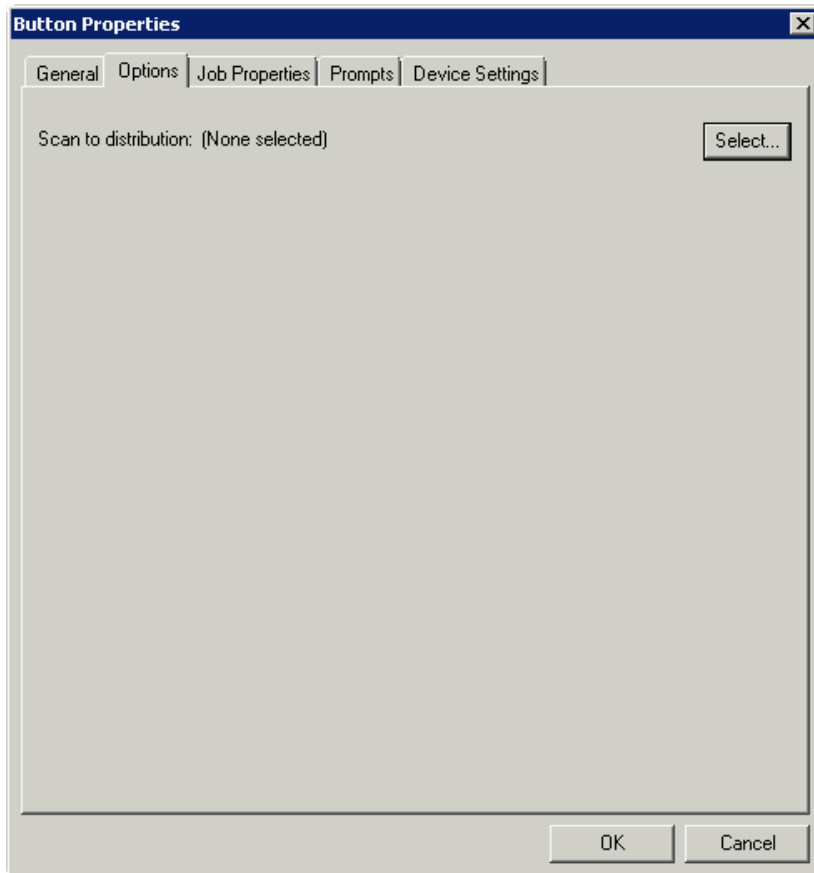 Button Properties
General Options Job Properties Prompts Device Settings
Scan to distribution: (None selected) Select...
OK Cancel